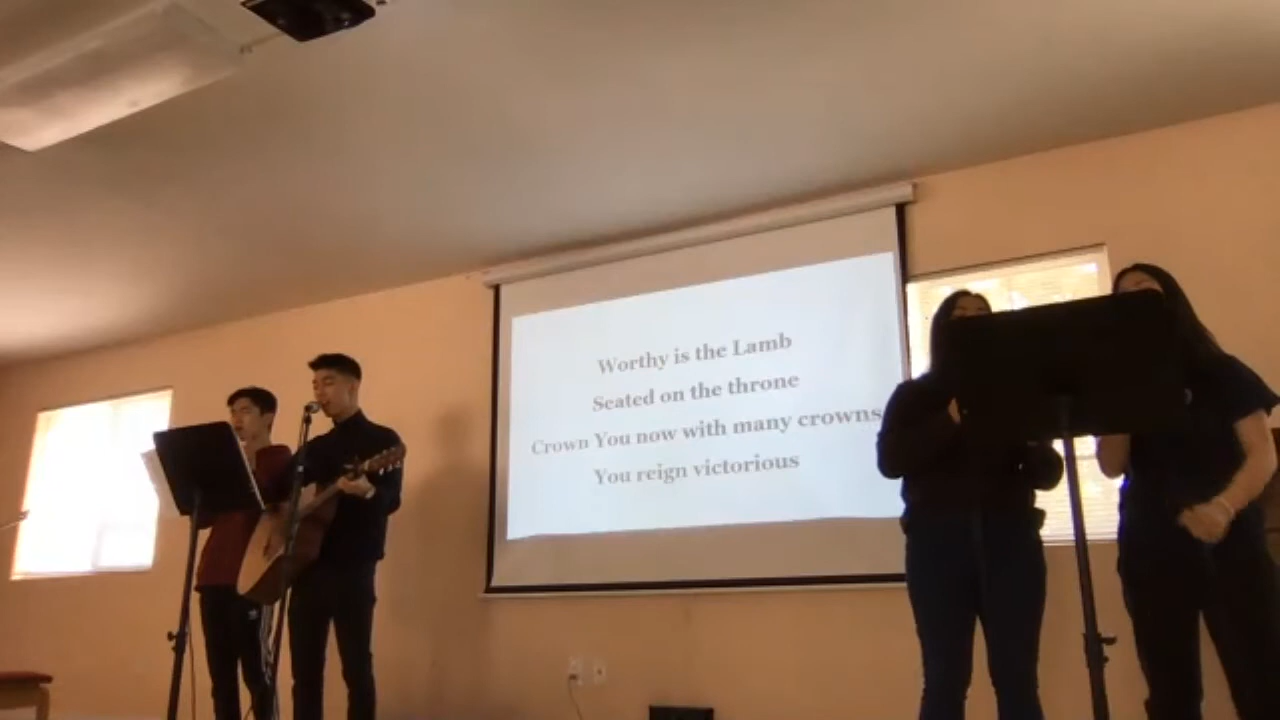 Worthy is the Lamb
Seated on the throne
Crown You now with many crowns
You reign victorious